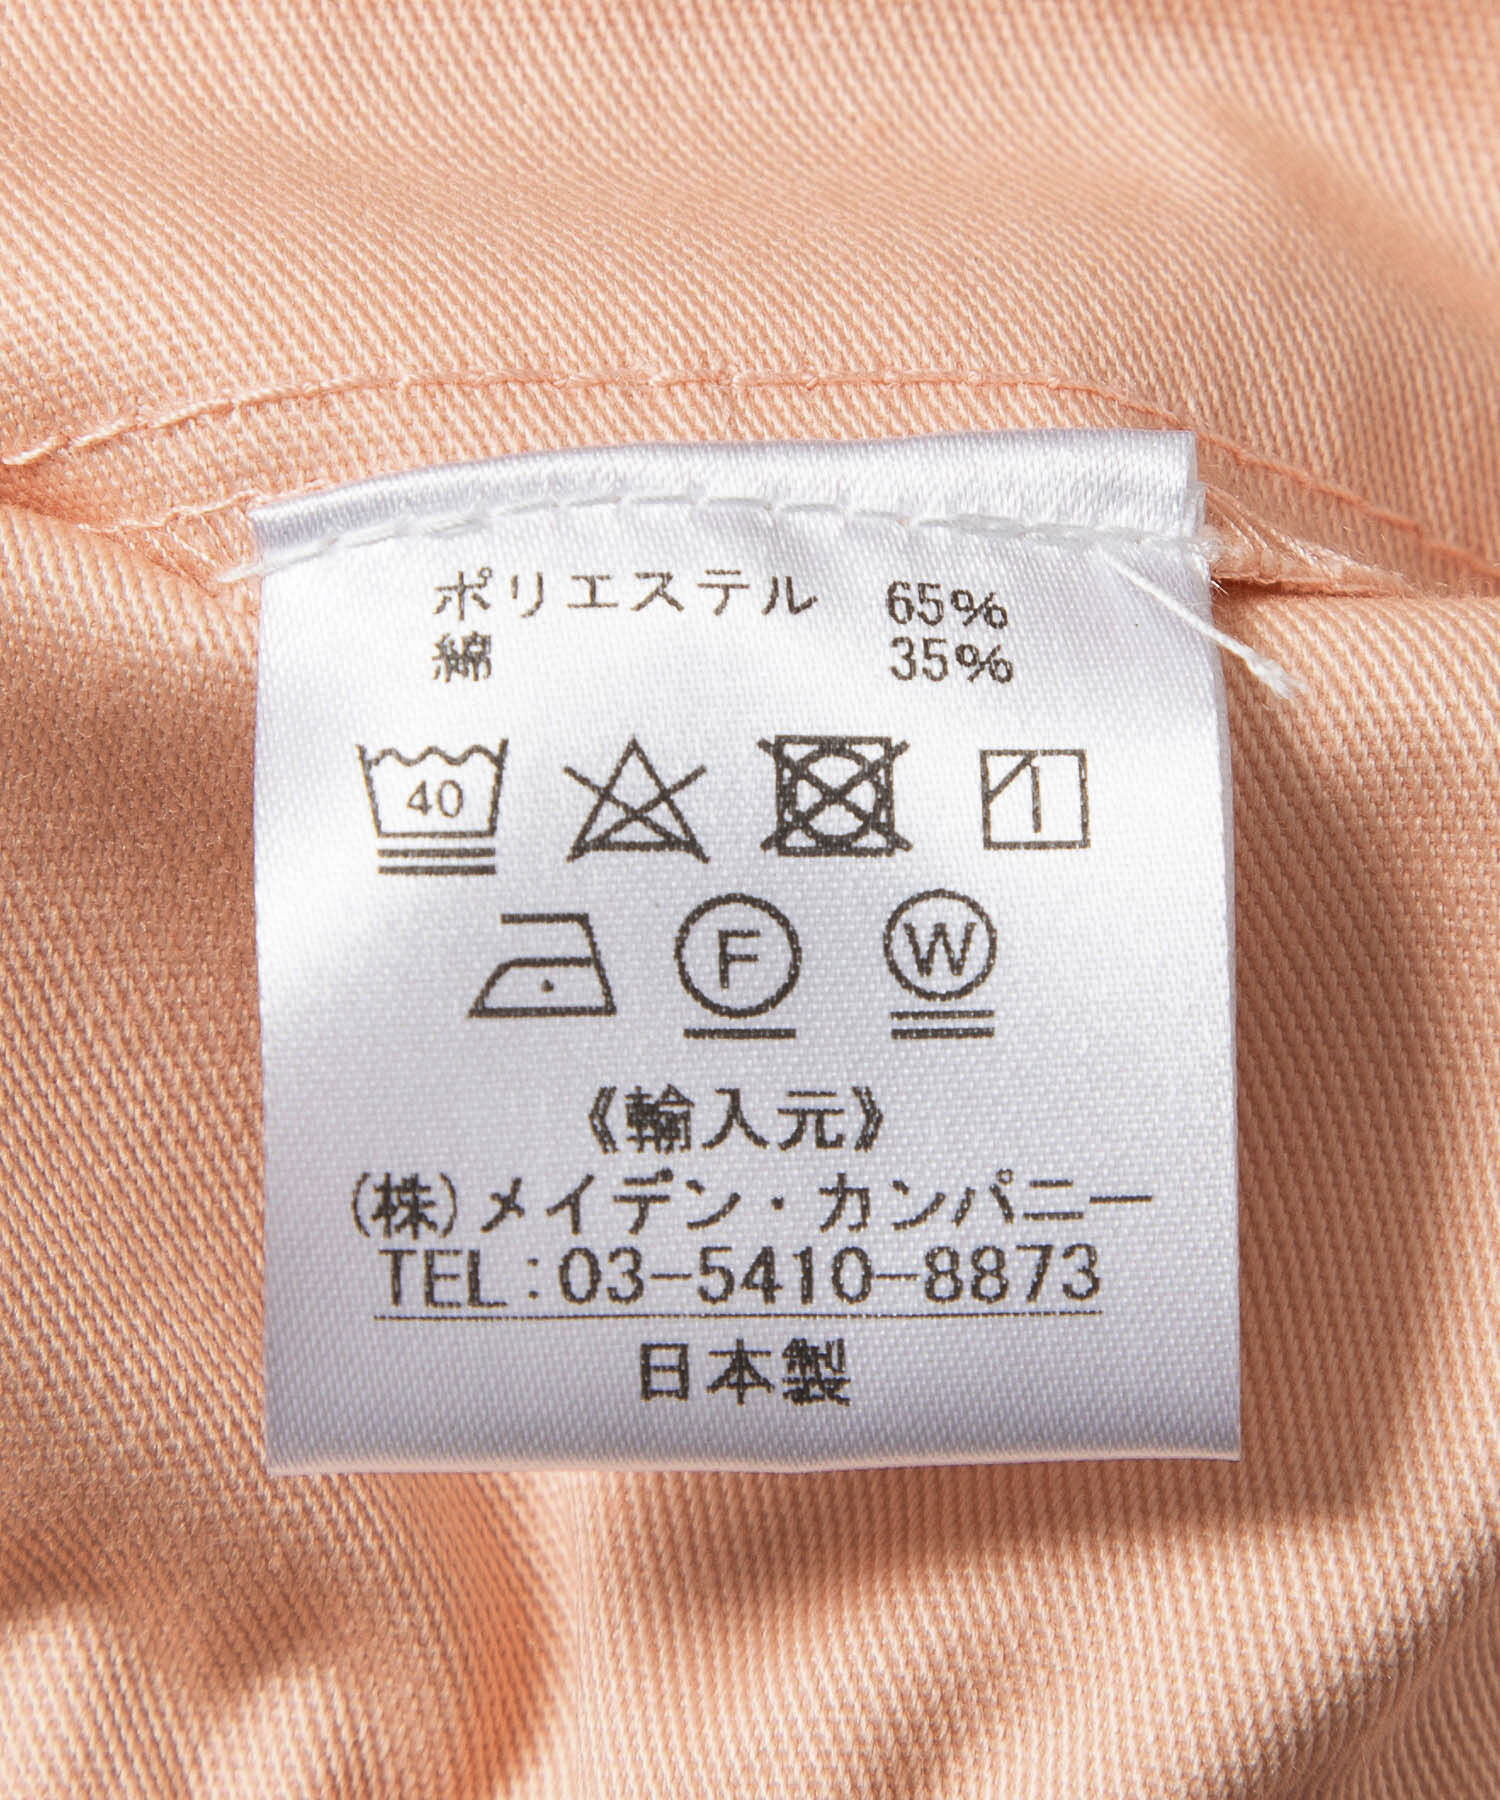 ポリエステル 65%
綿 35%
40
F W
《輸入元》
(株)メイデン・カンパニー
TEL:03-5410-8873
日本製